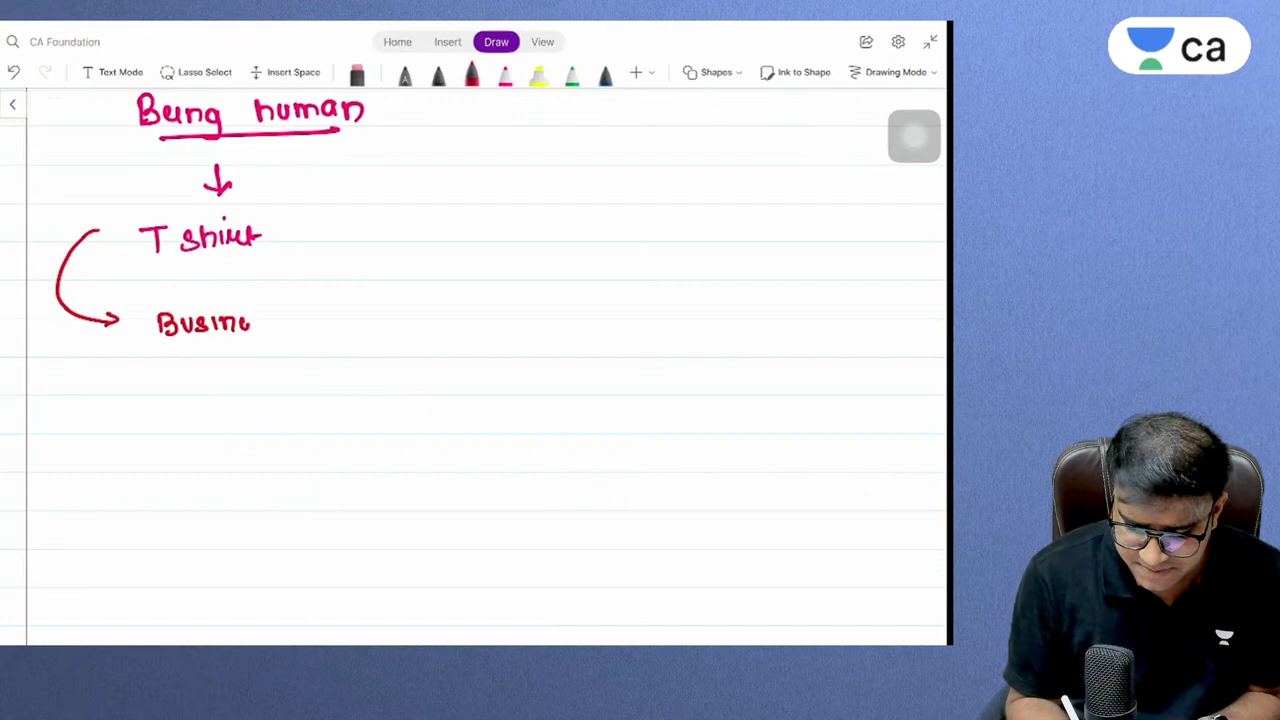 CA Foundation
Home Insert Draw View
Text Mode Lasso Select Insert Space Shapes Ink to Shape Drawing Mode
Being human
T shirt
Busine
ca